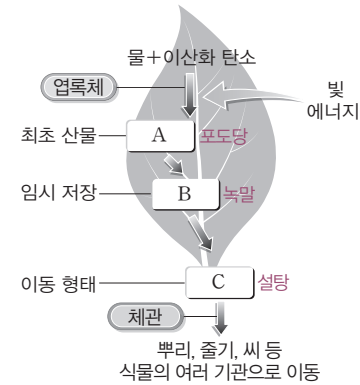 물+이산화 탄소
엽록체
빛
에너지
최초 산물
A
포도당
임시 저장
B
녹말
이동 형태
C
설탕
체관
뿌리, 줄기, 씨 등
식물의 여러 기관으로 이동